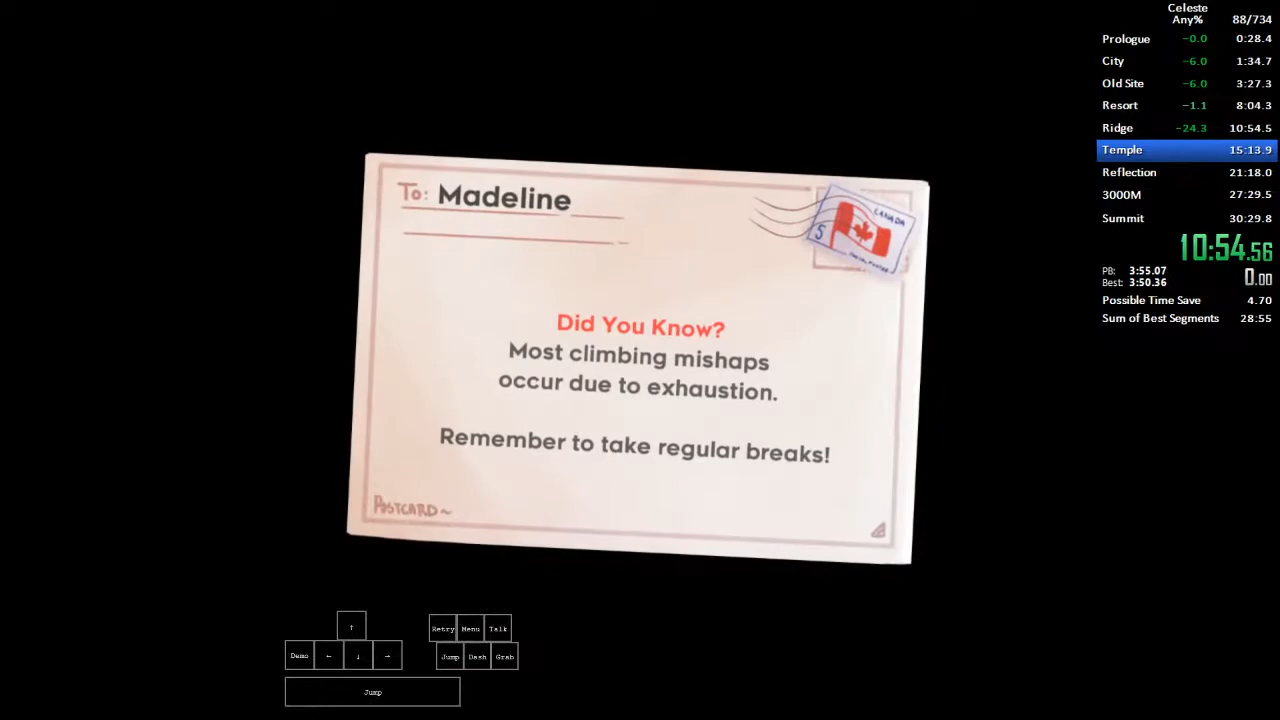 Celeste
Any% 88/734
Prologue -0.0 0:28.4
City -6.0 1:34.7
Old Site -6.0 3:27.3
Resort -1.1 8:04.3
Ridge -24.3 10:54.5
Temple 15:13.9
Reflection 21:18.0
3000M 27:29.5
Summit 30:29.8
10:54.56
PB: 3:55.07
Best: 3:50.36
0.00
Possible Time Save 4.70
Sum of Best Segments 28:55
To: Madeline
CANADA
5
Did You Know?
Most climbing mishaps
occur due to exhaustion.
Remember to take regular breaks!
POSTCARD~
↑
Retry Menu Talk
Demo ← ↓ → Jump Dash Grab
Jump